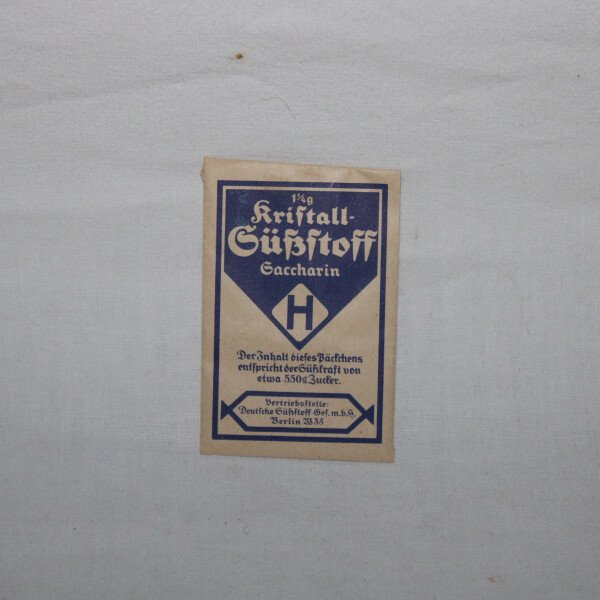 1¼g
Kristall-
Süßstoff
Saccharin
H
Der Inhalt dieses Päckchens
entspricht der Süßkraft von
etwa 550g Zucker.
Vertriebsstelle:
Deutsche Süßstoff-Ges. m. b. H.
Berlin W35